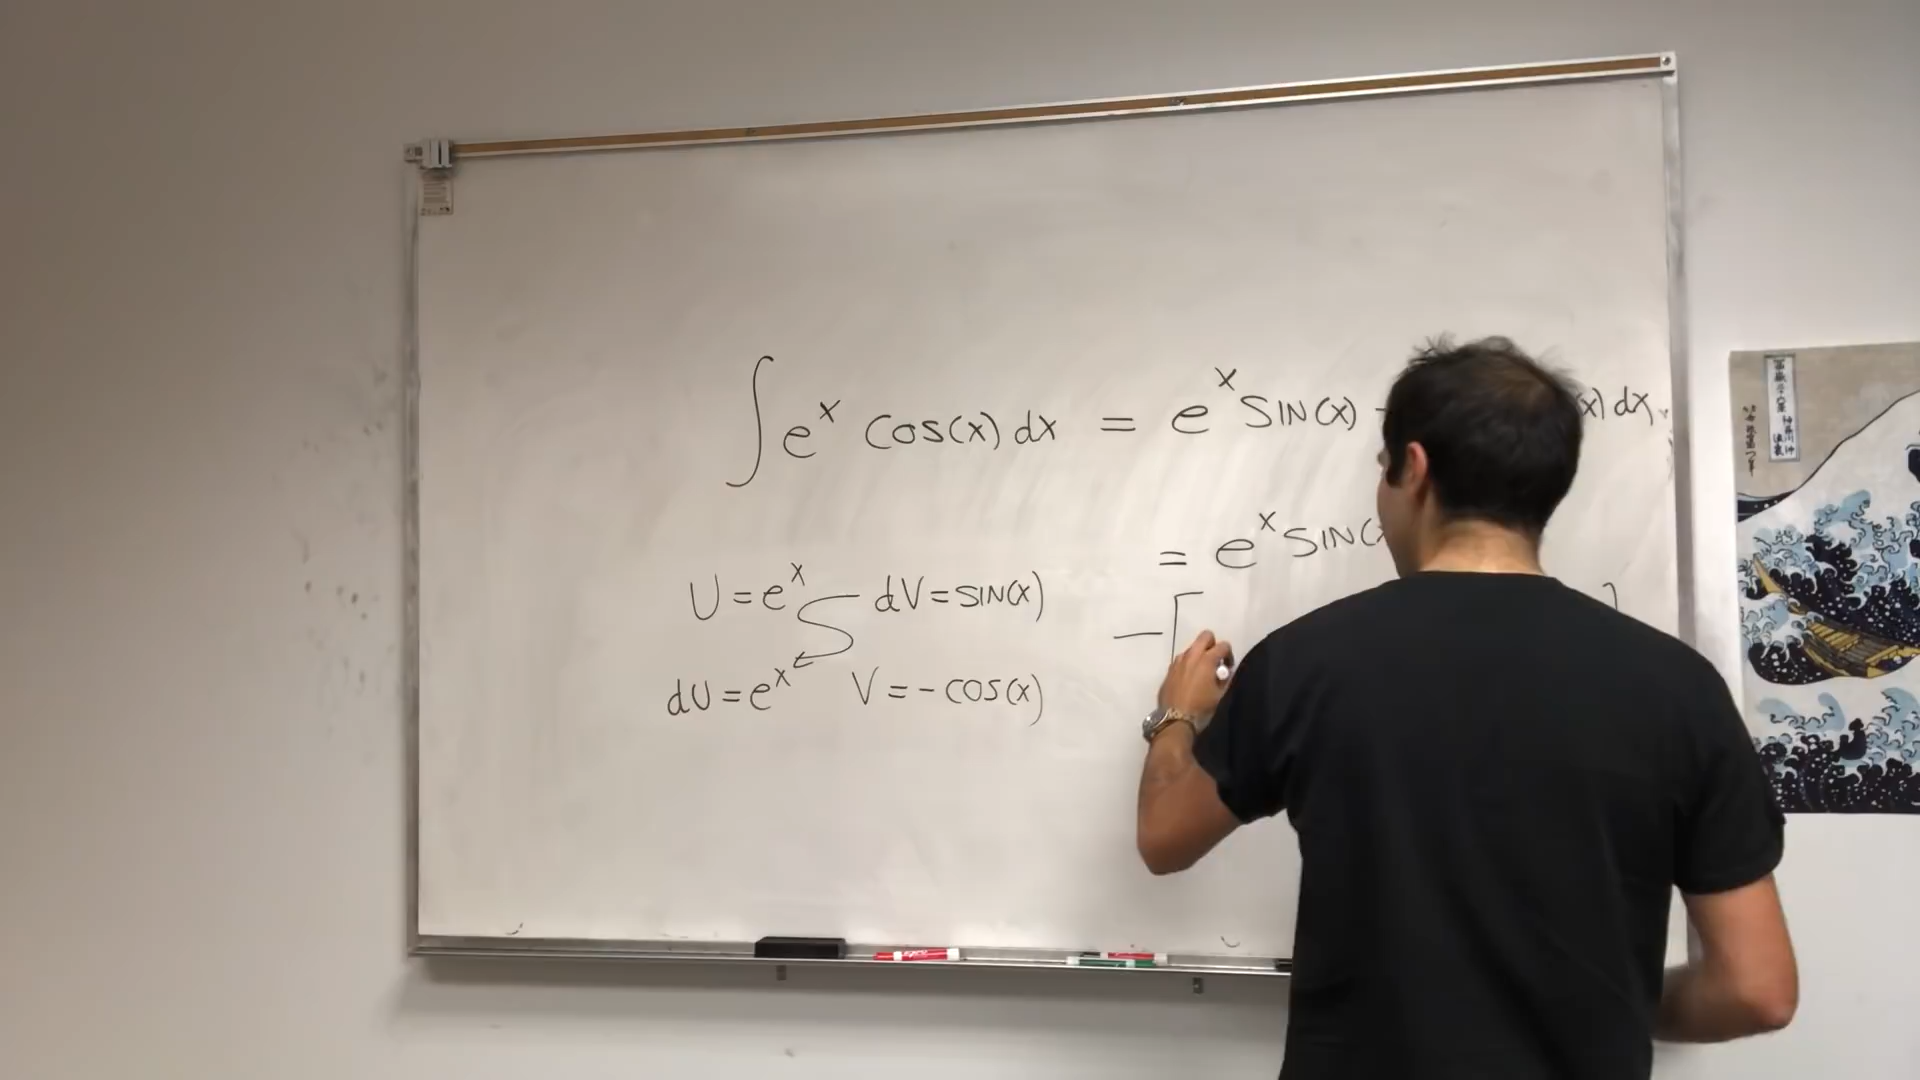 ∫ e^x cos(x) dx = e^x SIN(x) - (x) dx
= e^x SIN(x
U = e^x dV = SIN(x)
- [
dU = e^x V = - cos(x)